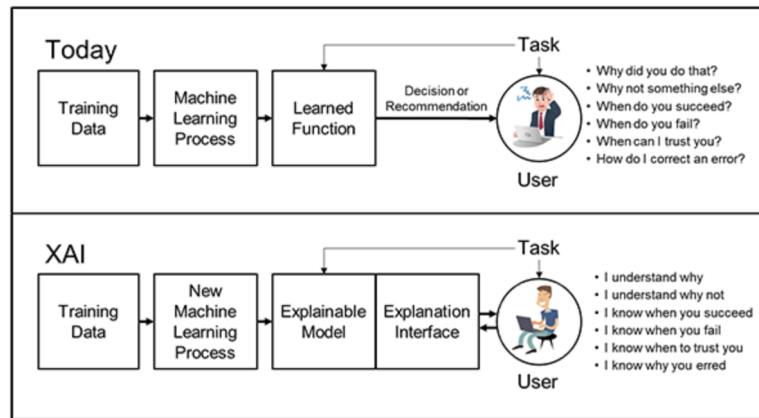 Today
Task
Training
Data
Machine
Learning
Process
Learned
Function
Decision or
Recommendation
User
• Why did you do that?
• Why not something else?
• When do you succeed?
• When do you fail?
• When can I trust you?
• How do I correct an error?
XAI
Task
Training
Data
New
Machine
Learning
Process
Explainable
Model
Explanation
Interface
User
• I understand why
• I understand why not
• I know when you succeed
• I know when you fail
• I know when to trust you
• I know why you erred